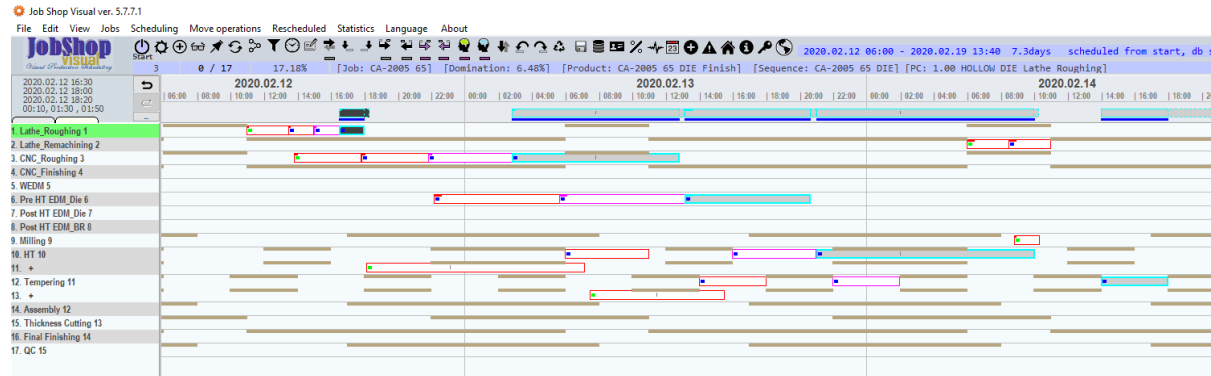 Job Shop Visual ver. 5.7.7.1
File Edit View Jobs Scheduling Move operations Rescheduled Statistics Language About
JobShop
VISUAL
Visual Production Scheduling
Start
2020.02.12 06:00 - 2020.02.19 13:40 7.3days scheduled from start, db s
3 0 / 17 17.18% [Job: CA-2005 65] [Domination: 6.48%] [Product: CA-2005 65 DIE Finish] [Sequence: CA-2005 65 DIE] [PC: 1.00 HOLLOW DIE Lathe Roughing]
2020.02.12 16:30
2020.02.12 18:00
2020.02.12 18:20
00:10, 01:30 , 01:50
2020.02.12 2020.02.13 2020.02.14
| 06:00 | 08:00 | 10:00 | 12:00 | 14:00 | 16:00 | 18:00 | 20:00 | 22:00 00:00 | 02:00 | 04:00 | 06:00 | 08:00 | 10:00 | 12:00 | 14:00 | 16:00 | 18:00 | 20:00 | 22:00 00:00 | 02:00 | 04:00 | 06:00 | 08:00 | 10:00 | 12:00 | 14:00 | 16:00 | 18:00 | 2
1. Lathe_Roughing 1
2. Lathe_Remachining 2
3. CNC_Roughing 3
4. CNC_Finishing 4
5. WEDM 5
6. Pre HT EDM_Die 6
7. Post HT EDM_Die 7
8. Post HT EDM_BR 8
9. Milling 9
10. HT 10
11. +
12. Tempering 11
13. +
14. Assembly 12
15. Thickness Cutting 13
16. Final Finishing 14
17. QC 15